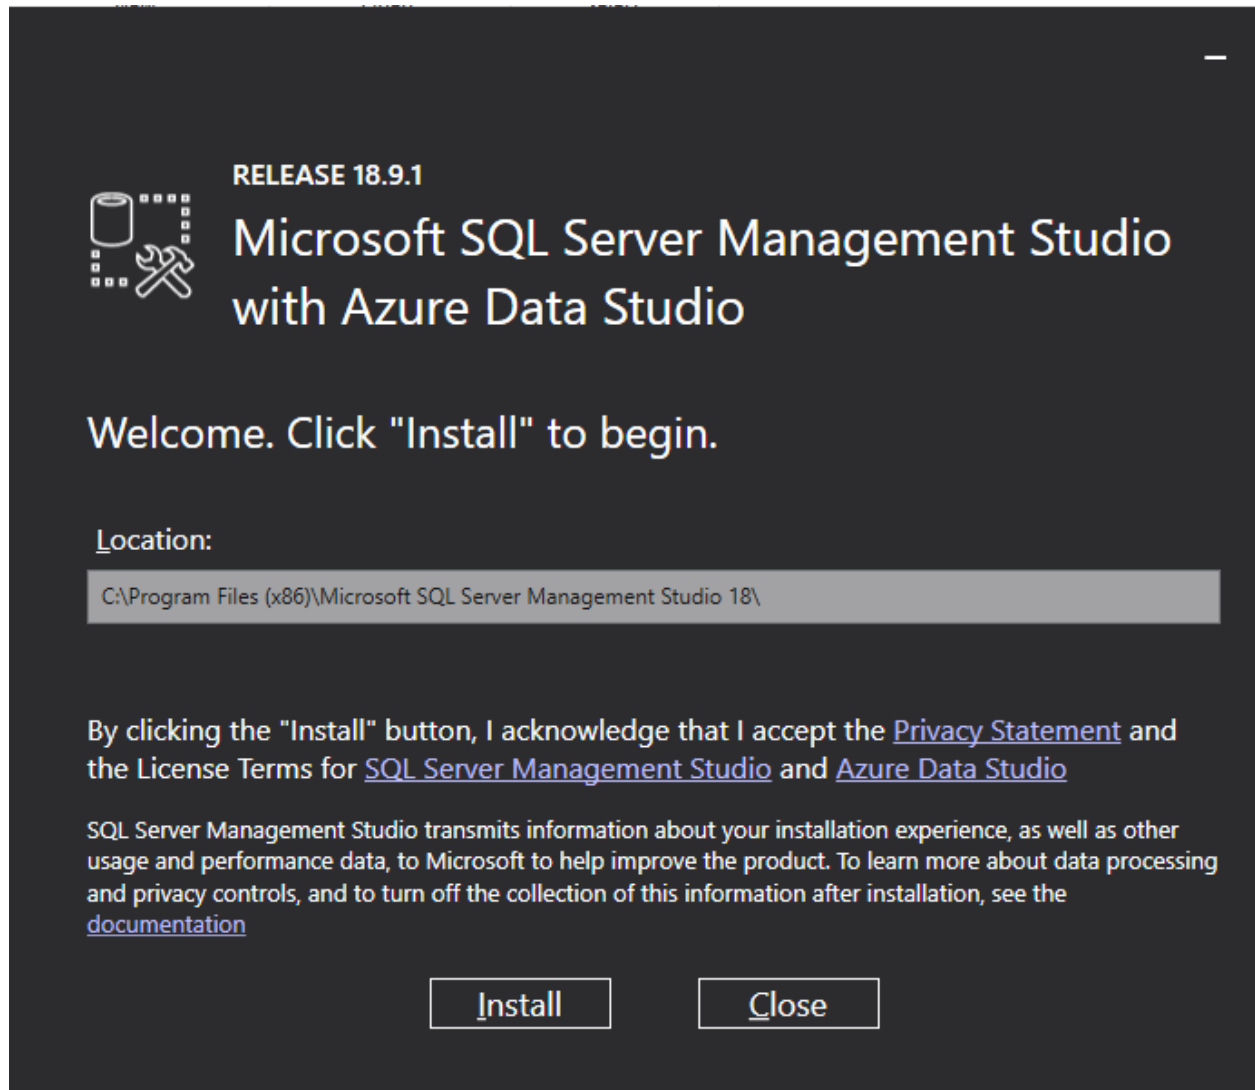 RELEASE 18.9.1
Microsoft SQL Server Management Studio
with Azure Data Studio
Welcome. Click "Install" to begin.
Location:
C:\Program Files (x86)\Microsoft SQL Server Management Studio 18\
By clicking the "Install" button, I acknowledge that I accept the Privacy Statement and
the License Terms for SQL Server Management Studio and Azure Data Studio
SQL Server Management Studio transmits information about your installation experience, as well as other
usage and performance data, to Microsoft to help improve the product. To learn more about data processing
and privacy controls, and to turn off the collection of this information after installation, see the
documentation
Install Close